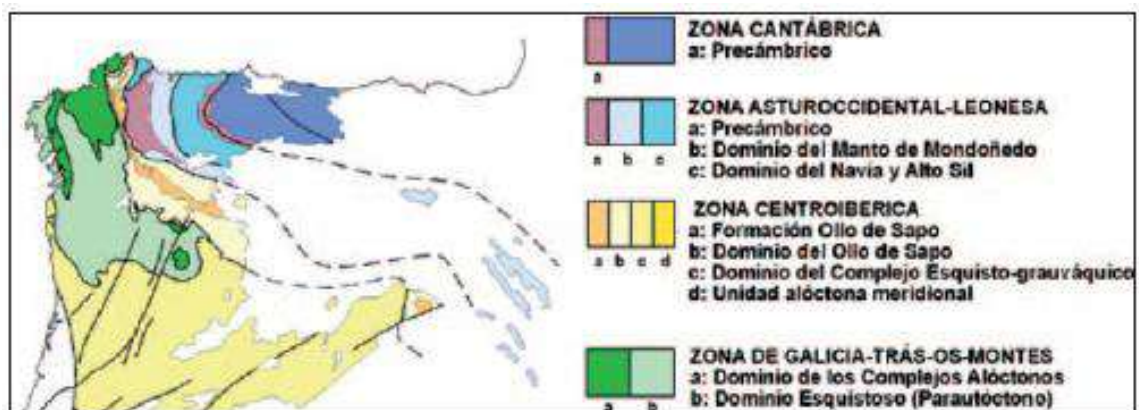 ZONA CANTÁBRICA
a: Precámbrico
a
ZONA ASTUROCCIDENTAL-LEONESA
a: Precámbrico
b: Dominio del Manto de Mondoñedo
c: Dominio del Navia y Alto Sil
a b c
ZONA CENTROIBERICA
a: Formación Ollo de Sapo
b: Dominio del Ollo de Sapo
c: Dominio del Complejo Esquisto-grauváquico
d: Unidad alóctona meridional
a b c d
ZONA DE GALICIA-TRÁS-OS-MONTES
a: Dominio de los Complejos Alóctonos
b: Dominio Esquistoso (Parautóctono)
a b